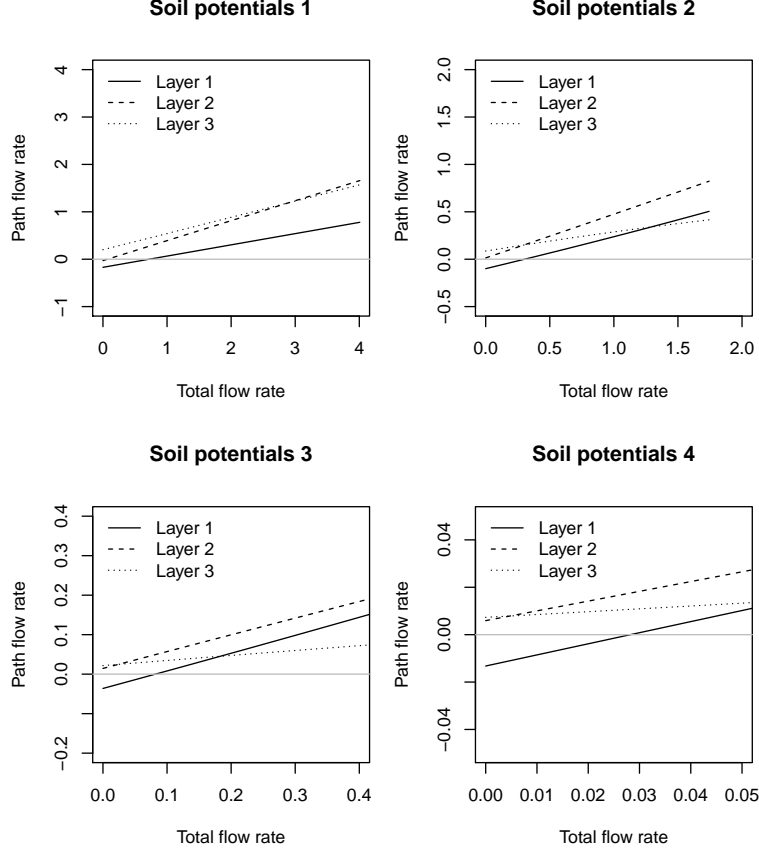 Soil potentials 1
Path flow rate
4
3
2
1
0
−1
Layer 1
Layer 2
Layer 3
0 1 2 3 4
Total flow rate
Soil potentials 2
Path flow rate
2.0
1.5
1.0
0.5
0.0
−0.5
Layer 1
Layer 2
Layer 3
0.0 0.5 1.0 1.5 2.0
Total flow rate
Soil potentials 3
Path flow rate
0.4
0.3
0.2
0.1
0.0
−0.2
Layer 1
Layer 2
Layer 3
0.0 0.1 0.2 0.3 0.4
Total flow rate
Soil potentials 4
Path flow rate
0.04
0.00
−0.04
Layer 1
Layer 2
Layer 3
0.00 0.01 0.02 0.03 0.04 0.05
Total flow rate